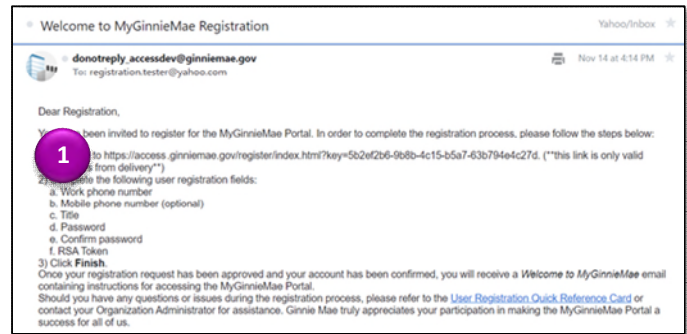 Welcome to MyGinnieMae Registration
Yahoo/Inbox
donotreply_accessdev@ginniemae.gov
Nov 14 at 4:14 PM
To: registration.tester@yahoo.com
Dear Registration,
been invited to register for the MyGinnieMae Portal. In order to complete the registration process, please follow the steps below:
1
to https://access.ginniemae.gov/register/index.html?key=5b2ef2b6-9b8b-4c15-b5a7-63b794e4c27d. (**this link is only valid
from delivery**)
2) the following user registration fields:
a. Work phone number
b. Mobile phone number (optional)
c. Title
d. Password
e. Confirm password
f. RSA Token
3) Click Finish.
Once your registration request has been approved and your account has been confirmed, you will receive a Welcome to MyGinnieMae email
containing instructions for accessing the MyGinnieMae Portal.
Should you have any questions or issues during the registration process, please refer to the User Registration Quick Reference Card or
contact your Organization Administrator for assistance. Ginnie Mae truly appreciates your participation in making the MyGinnieMae Portal a
success for all of us.